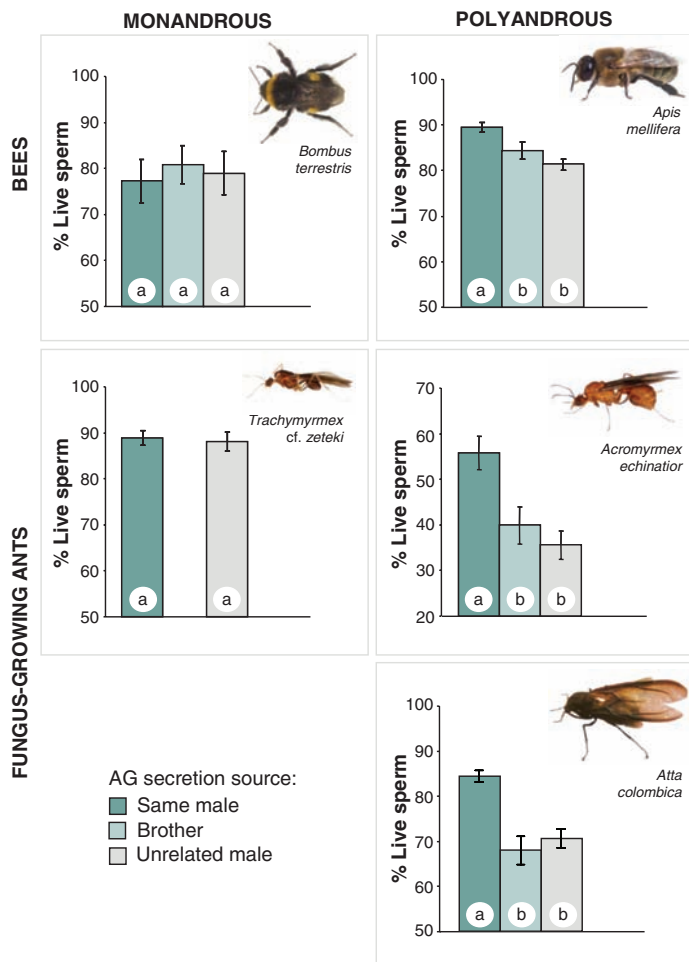 MONANDROUS
POLYANDROUS
BEES
% Live sperm
100
90
80
70
60
50
a
a
a
Bombus
terrestris
% Live sperm
100
90
80
70
60
50
a
b
b
Apis
mellifera
FUNGUS-GROWING ANTS
% Live sperm
100
90
80
70
60
50
a
a
Trachymyrmex
cf. zeteki
% Live sperm
70
60
50
40
30
20
a
b
b
Acromyrmex
echinatior
% Live sperm
100
90
80
70
60
50
a
b
b
Atta
colombica
AG secretion source:
Same male
Brother
Unrelated male